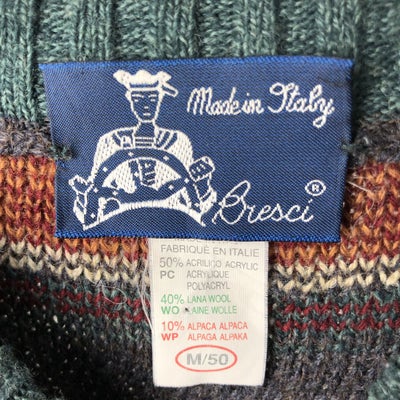 Made in Italy
Bresci ®
FABRIQUÉ EN ITALIE
50% ACRILICO ACRYLIC
PC ACRYLIQUE
POLYACRYL
40% LANA WOOL
WO LAINE WOLLE
10% ALPACA ALPACA
WP ALPAGA ALPAKA
M/50